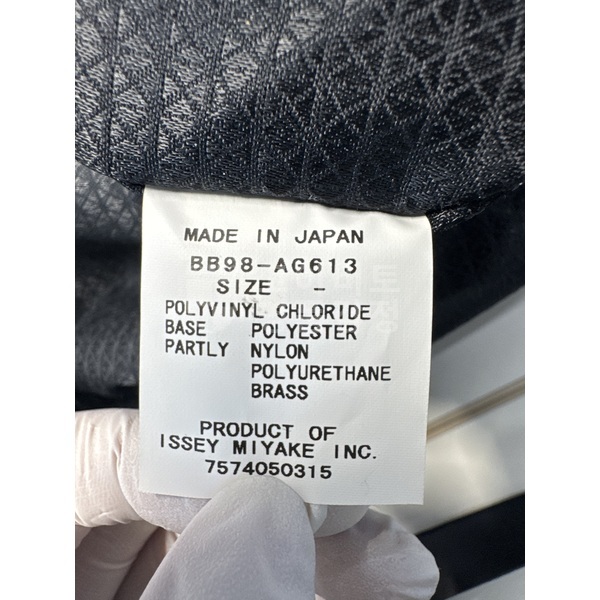 MADE IN JAPAN
BB98-AG613
SIZE -
POLYVINYL CHLORIDE
BASE POLYESTER
PARTLY NYLON
POLYURETHANE
BRASS
PRODUCT OF
ISSEY MIYAKE INC.
7574050315